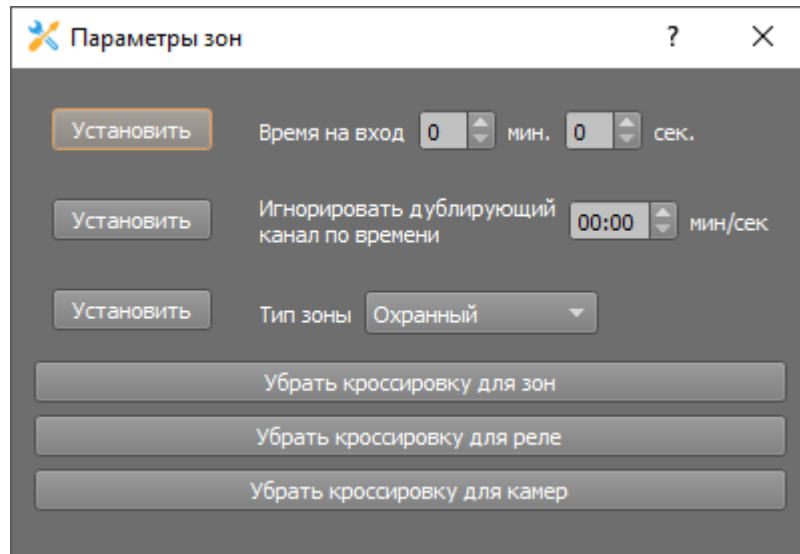 Параметры зон ?
Установить Время на вход 0 мин. 0 сек.
Установить Игнорировать дублирующий
канал по времени 00:00 мин/сек
Установить Тип зоны Охранный
Убрать кроссировку для зон
Убрать кроссировку для реле
Убрать кроссировку для камер